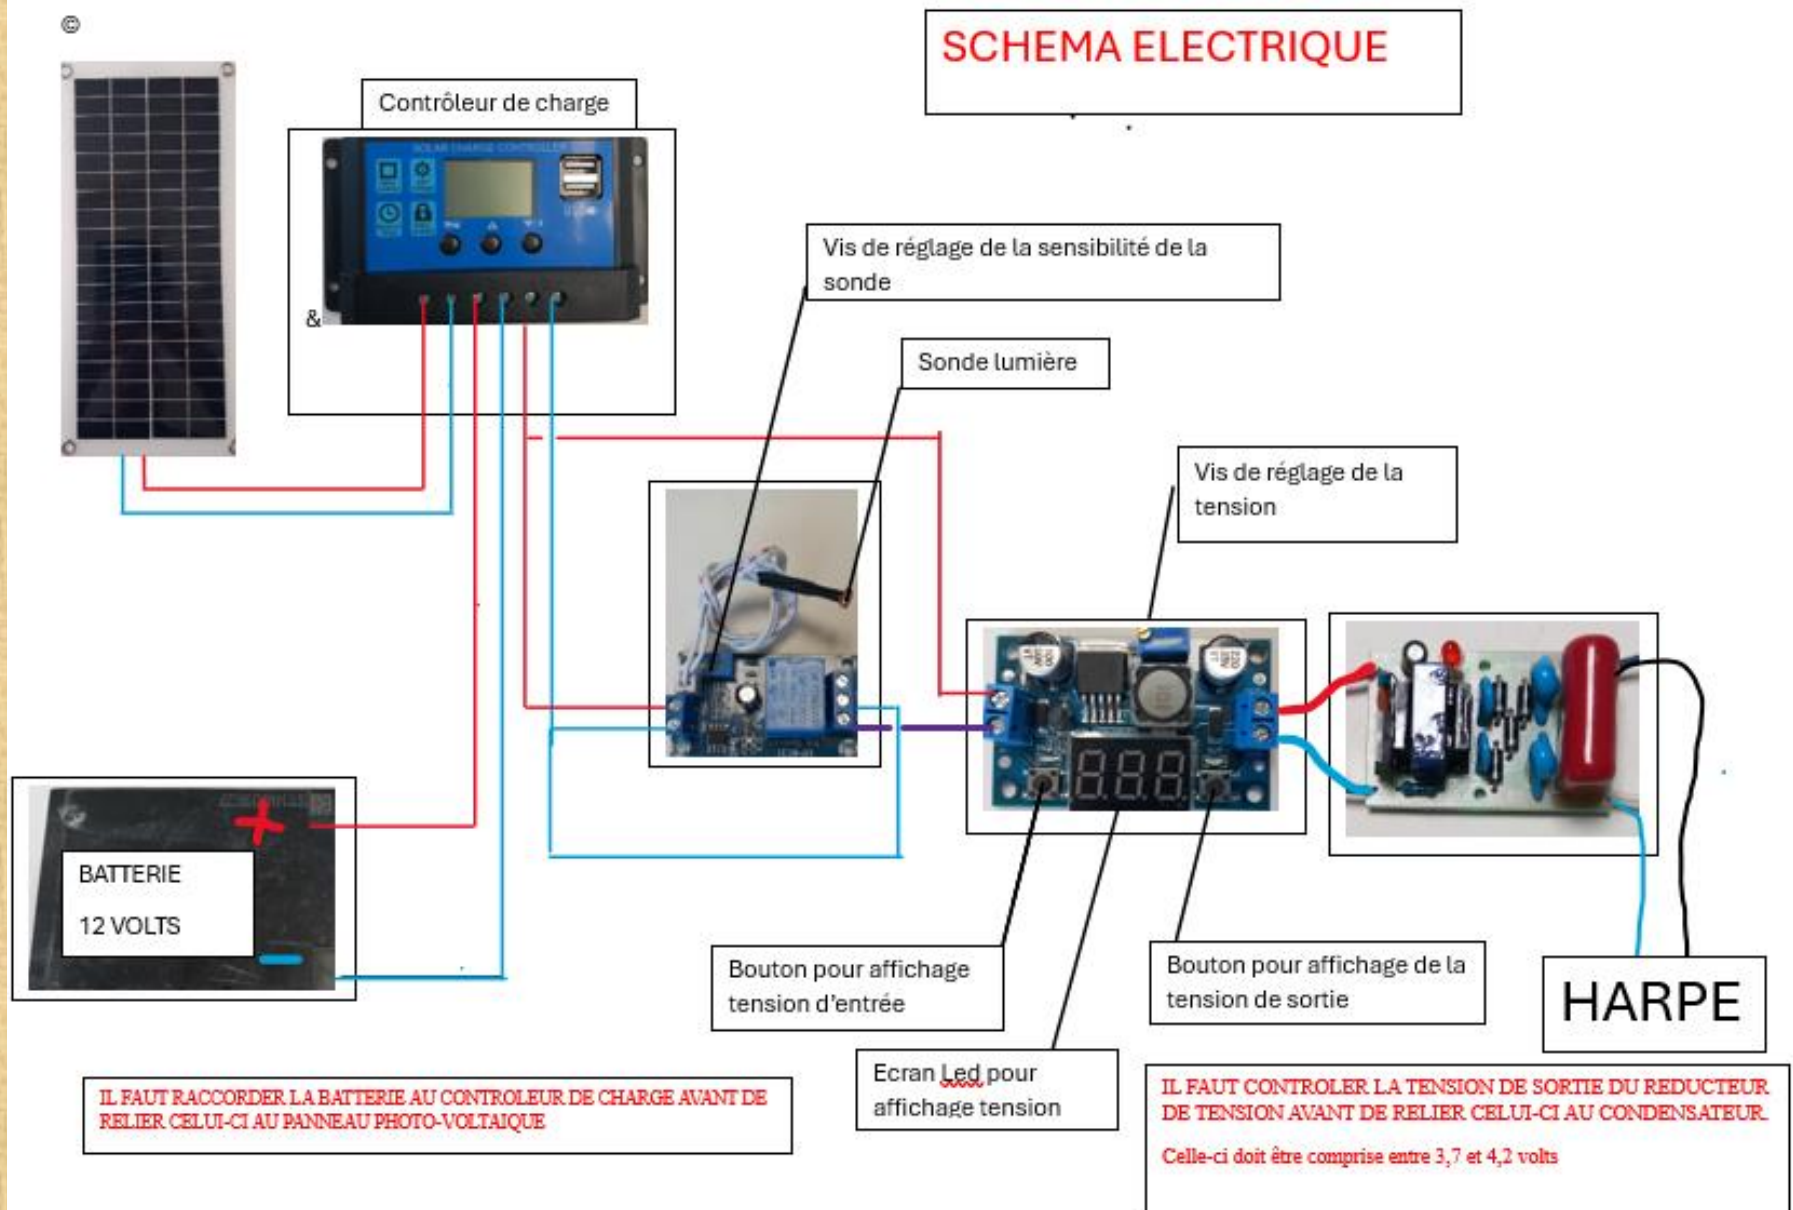 ©
SCHEMA ELECTRIQUE
Contrôleur de charge
SOLAR CHARGE CONTROLLER
&
Vis de réglage de la sensibilité de la
sonde
Sonde lumière
Vis de réglage de la
tension
BATTERIE
12 VOLTS
Bouton pour affichage
tension d'entrée
Bouton pour affichage de la
tension de sortie
HARPE
Ecran Led pour
affichage tension
IL FAUT RACCORDER LA BATTERIE AU CONTROLEUR DE CHARGE AVANT DE
RELIER CELUI-CI AU PANNEAU PHOTO-VOLTAIQUE
IL FAUT CONTROLER LA TENSION DE SORTIE DU REDUCTEUR
DE TENSION AVANT DE RELIER CELUI-CI AU CONDENSATEUR.
Celle-ci doit être comprise entre 3,7 et 4,2 volts